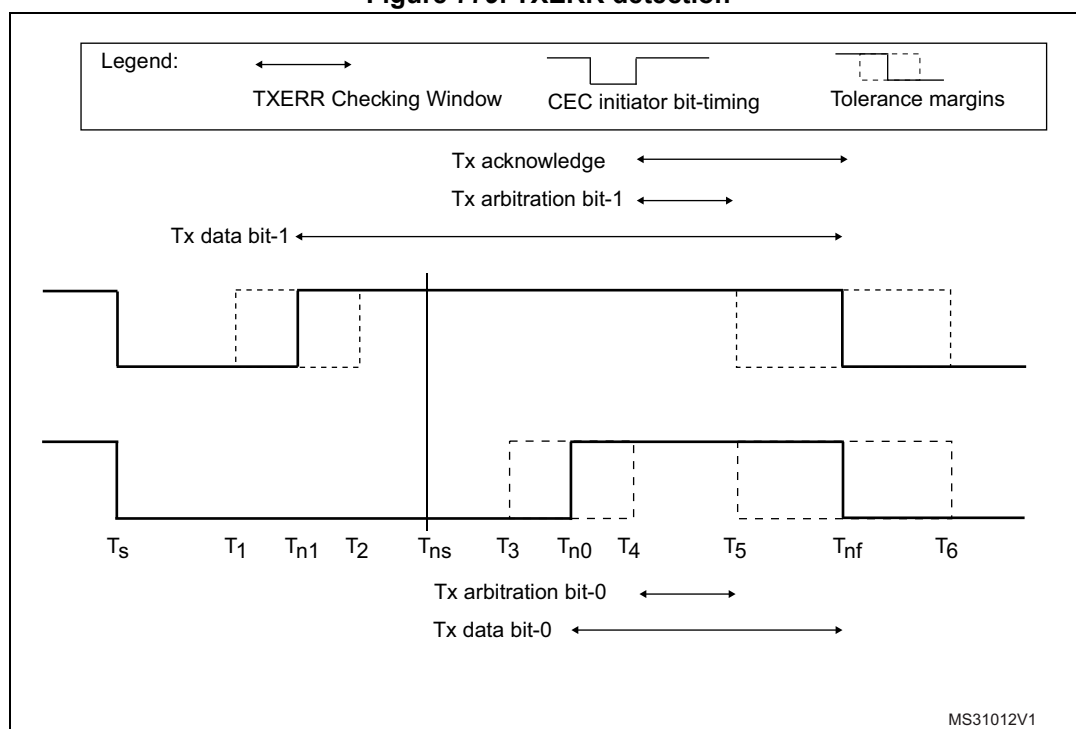 Figure 779. TXERR detection
Legend:
TXERR Checking Window
CEC initiator bit-timing
Tolerance margins
Tx acknowledge
Tx arbitration bit-1
Tx data bit-1
Ts T1 Tn1 T2 Tns T3 Tn0 T4 T5 Tnf T6
Tx arbitration bit-0
Tx data bit-0
MS31012V1